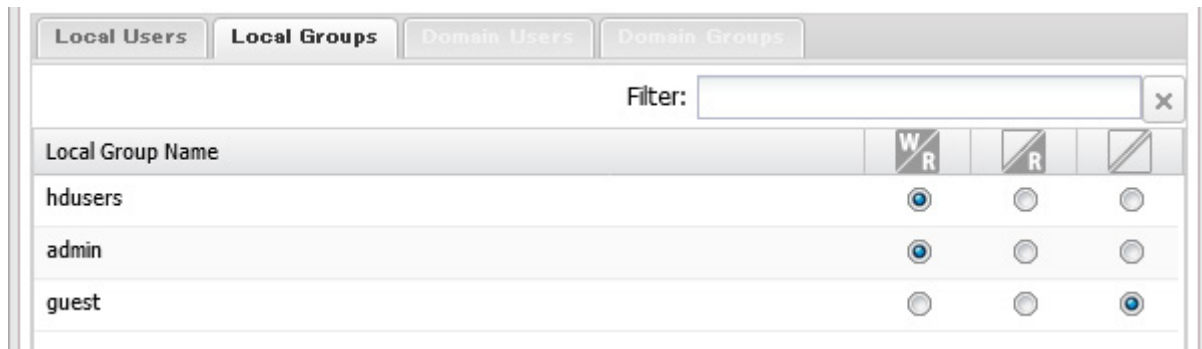 Local Users Local Groups Domain Users Domain Groups
Filter:
Local Group Name W/R R
hdusers
admin
guest